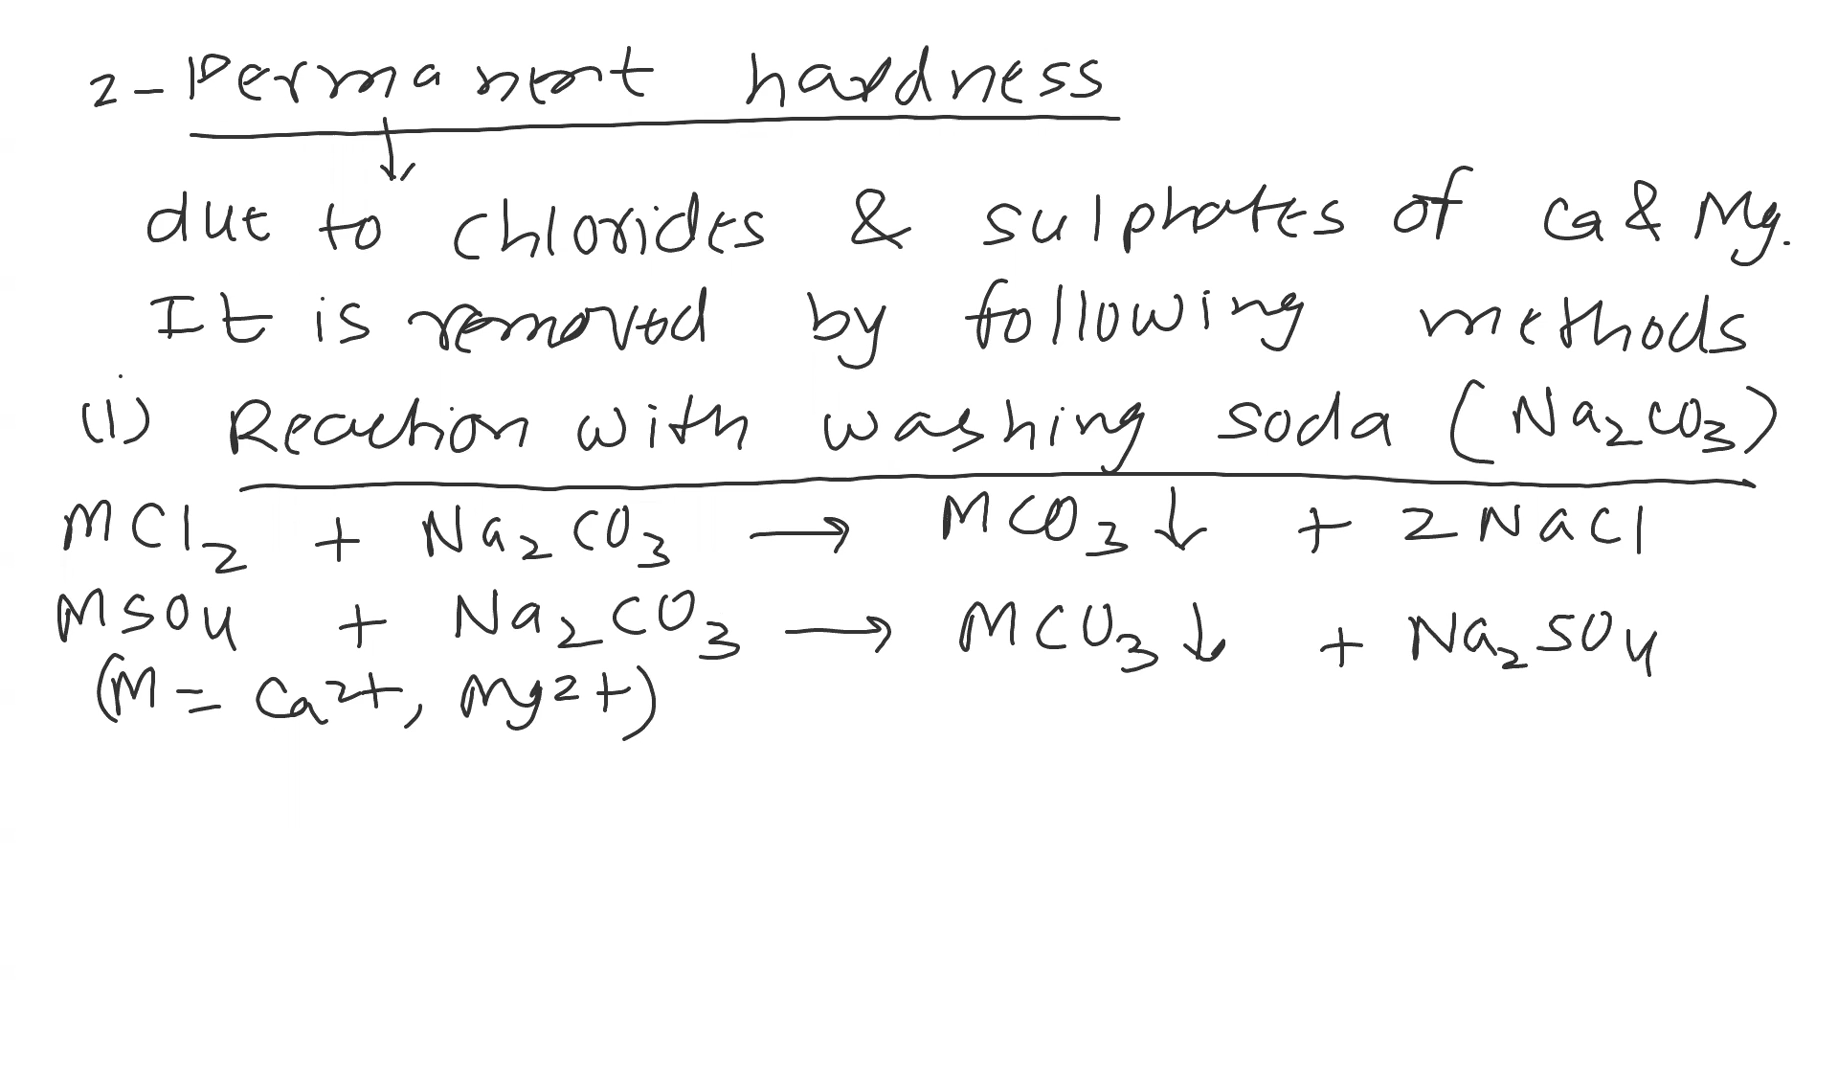 2- Permanent hardness
↓
due to chlorides & sulphates of Ca & Mg.
It is removed by following methods
(i) Reaction with washing soda (Na₂CO₃)
MCl₂ + Na₂CO₃ → MCO₃↓ + 2NaCl
MSO₄ + Na₂CO₃ → MCO₃↓ + Na₂SO₄
(M = Ca2+, Mg2+)